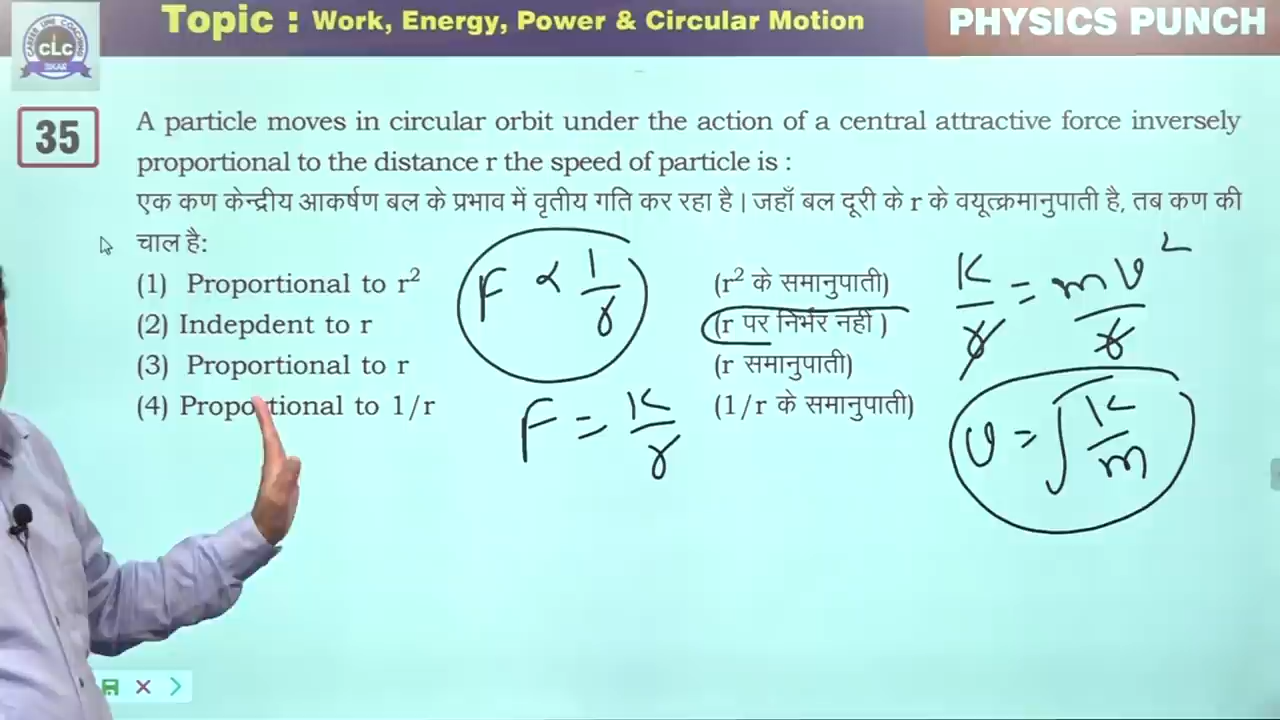 Topic : Work, Energy, Power & Circular Motion
PHYSICS PUNCH
CLC
SIKAR
35
A particle moves in circular orbit under the action of a central attractive force inversely
proportional to the distance r the speed of particle is :
एक कण केन्द्रीय आकर्षण बल के प्रभाव में वृतीय गति कर रहा है। जहाँ बल दूरी के r के वयूत्क्रमानुपाती है, तब कण की
चाल है:
(1) Proportional to r² (r² के समानुपाती)
(2) Indepdent to r (r पर निर्भर नहीं )
(3) Proportional to r (r समानुपाती)
(4) Proportional to 1/r (1/r के समानुपाती)
F ∝ 1/r
F = K/r
K/r = mv²/r
v = √K/m